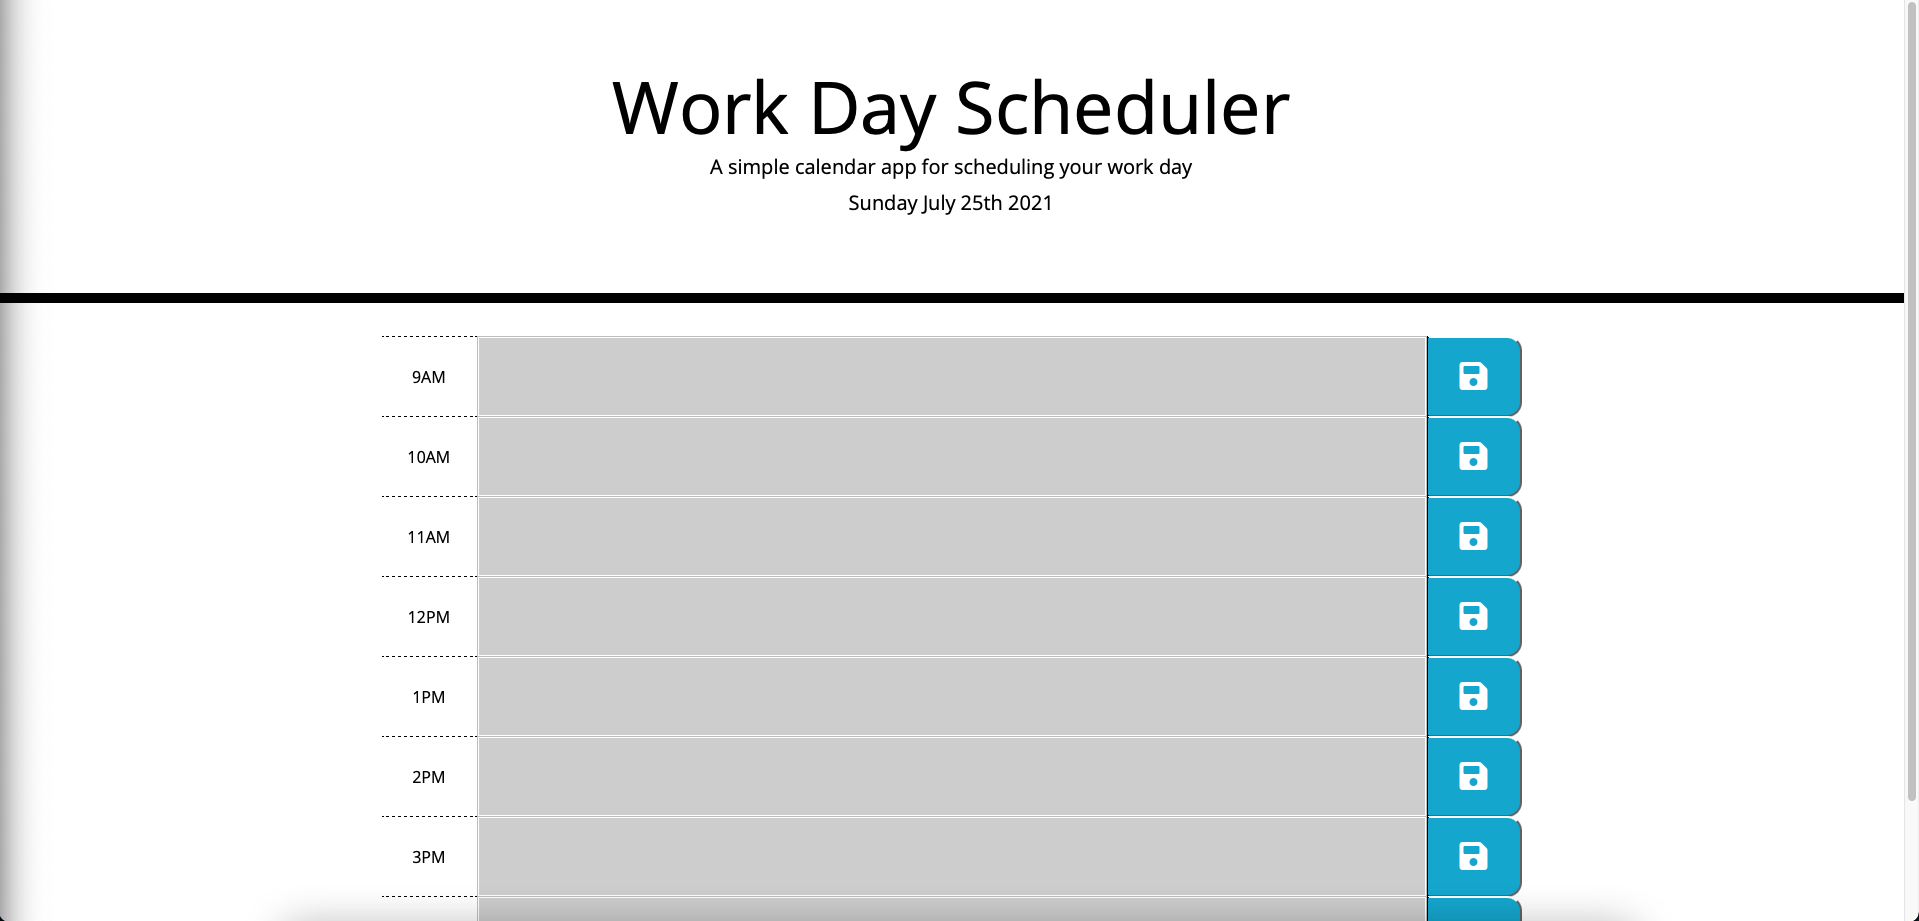 Work Day Scheduler
A simple calendar app for scheduling your work day
Sunday July 25th 2021
9AM
10AM
11AM
12PM
1PM
2PM
3PM